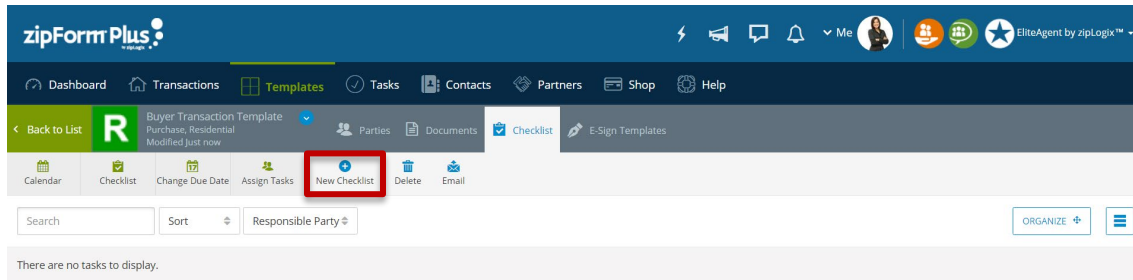 zipForm Plus
by zipLogix
Me
EliteAgent by zipLogix™
Dashboard Transactions Templates Tasks Contacts Partners Shop Help
Back to List R Buyer Transaction Template
Purchase, Residential
Modified Just now
Parties Documents Checklist E-Sign Templates
Calendar Checklist Change Due Date Assign Tasks New Checklist Delete Email
Search Sort Responsible Party ORGANIZE
There are no tasks to display.